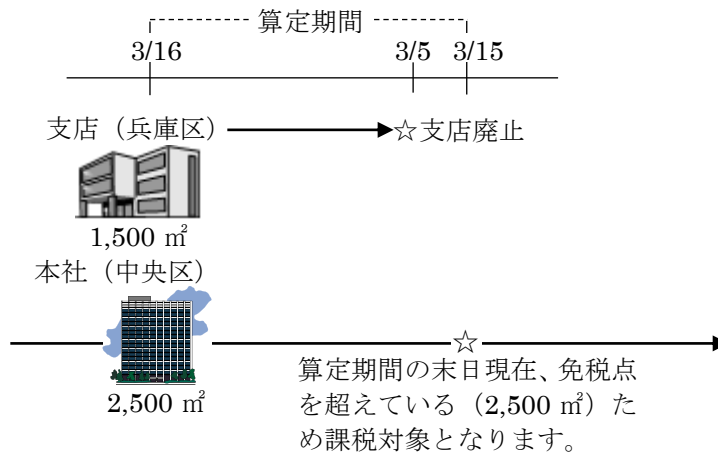 算定期間
3/16 3/5 3/15
支店（兵庫区） ☆支店廃止
1,500 ㎡
本社（中央区）
☆
2,500 ㎡
算定期間の末日現在、免税点
を超えている（2,500 ㎡）た
め課税対象となります。